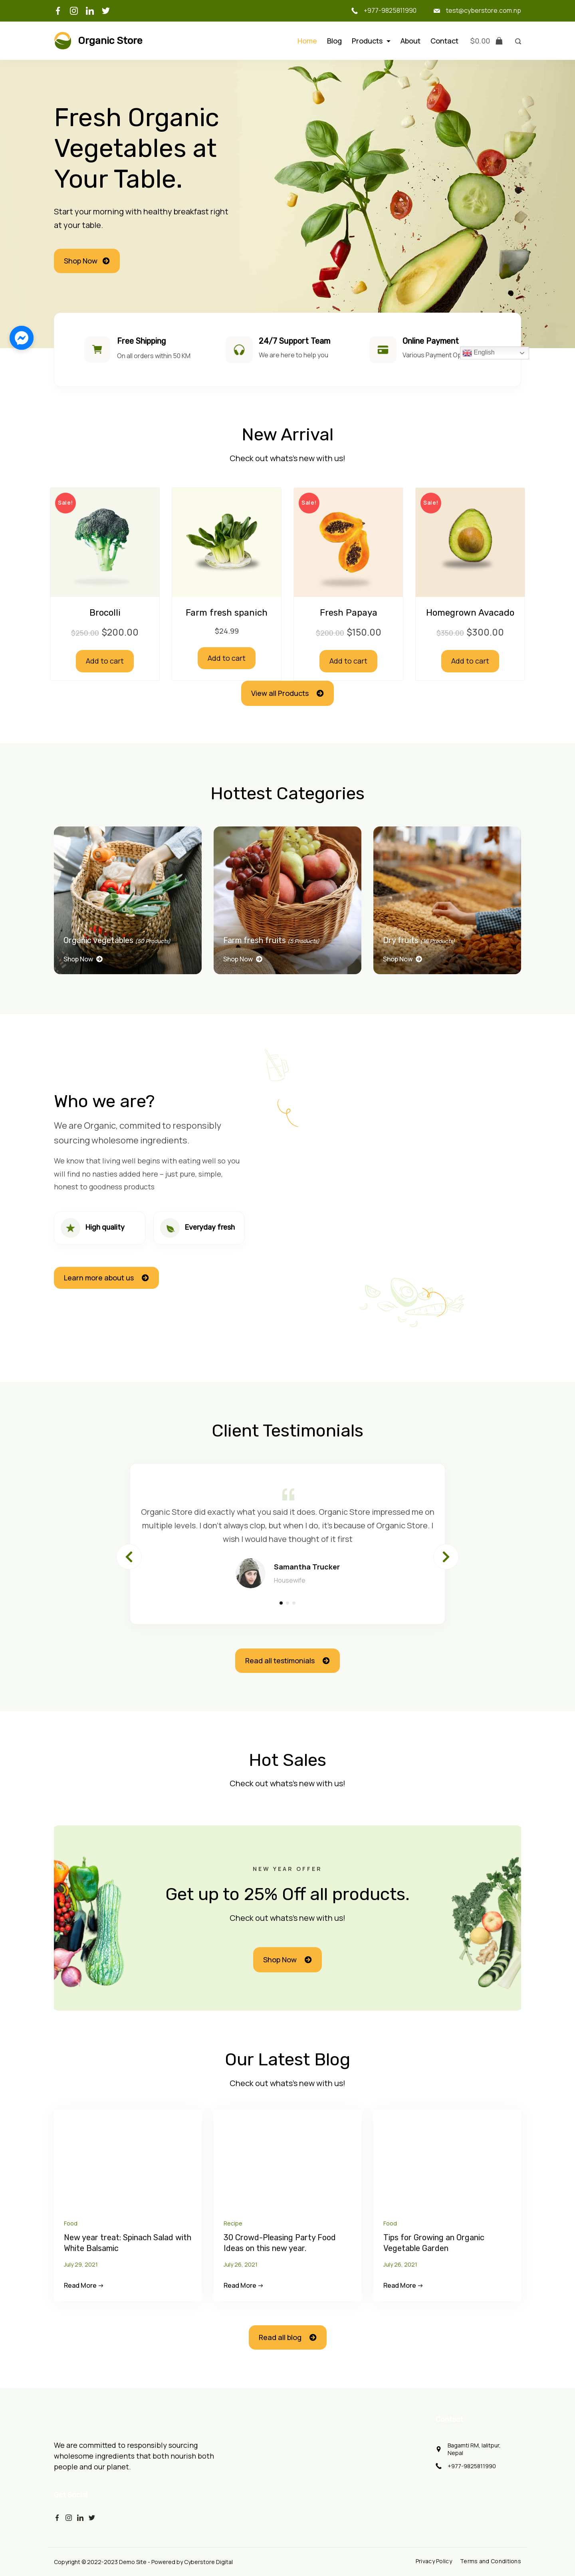 +977-9825811990
test@cyberstore.com.np
Organic Store
Home Blog Products About Contact $0.00
Fresh Organic
Vegetables at
Your Table.
Start your morning with healthy breakfast right
at your table.
Shop Now
Free Shipping
On all orders within 50 KM
24/7 Support Team
We are here to help you
Online Payment
Various Payment Op
English
New Arrival
Check out whats's new with us!
Sale!
Sale!
Sale!
Brocolli
$250.00 $200.00
Add to cart
Farm fresh spanich
$24.99
Add to cart
Fresh Papaya
$200.00 $150.00
Add to cart
Homegrown Avacado
$350.00 $300.00
Add to cart
View all Products
Hottest Categories
Organic vegetables (50 Products)
Shop Now
Farm fresh fruits (5 Products)
Shop Now
Dry fruits
Shop Now
Who we are?
We are Organic, commited to responsibly
sourcing wholesome ingredients.
We know that living well begins with eating well so you
will find no nasties added here – just pure, simple,
honest to goodness products
High quality
Everyday fresh
Learn more about us
Client Testimonials
Organic Store did exactly what you said it does. Organic Store impressed me on
multiple levels. I don't always clop, but when I do, it's because of Organic Store. I
wish I would have thought of it first
Samantha Trucker
Housewife
Read all testimonials
Hot Sales
Check out whats's new with us!
NEW YEAR OFFER
Get up to 25% Off all products.
Check out whats's new with us!
Shop Now
Our Latest Blog
Check out whats's new with us!
Food
New year treat: Spinach Salad with
White Balsamic
July 29, 2021
Read More →
Recipe
30 Crowd-Pleasing Party Food
Ideas on this new year.
July 26, 2021
Read More →
Food
Tips for Growing an Organic
Vegetable Garden
July 26, 2021
Read More →
Read all blog
We are committed to responsibly sourcing
wholesome ingredients that both nourish both
people and our planet.
Bagamti RM, lalitpur,
Nepal
+977-9825811990
Copyright © 2022-2023 Demo Site - Powered by Cyberstore Digital
Privacy Policy Terms and Conditions